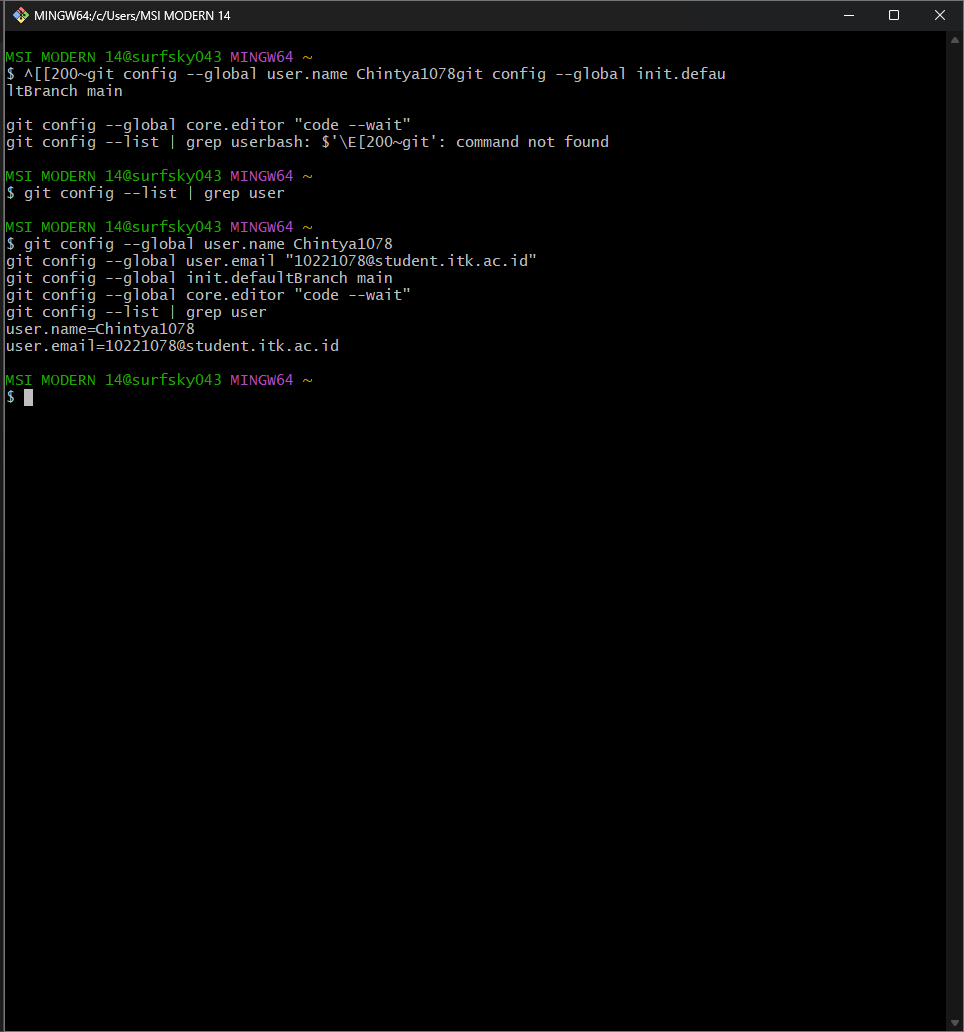 MINGW64:/c/Users/MSI MODERN 14
MSI MODERN 14@surfsky043 MINGW64 ~
$ ^[[200~git config --global user.name Chintya1078git config --global init.defau
ltBranch main
git config --global core.editor "code --wait"
git config --list | grep userbash: $'\E[200~git': command not found
MSI MODERN 14@surfsky043 MINGW64 ~
$ git config --list | grep user
MSI MODERN 14@surfsky043 MINGW64 ~
$ git config --global user.name Chintya1078
git config --global user.email "10221078@student.itk.ac.id"
git config --global init.defaultBranch main
git config --global core.editor "code --wait"
git config --list | grep user
user.name=Chintya1078
user.email=10221078@student.itk.ac.id
MSI MODERN 14@surfsky043 MINGW64 ~
$